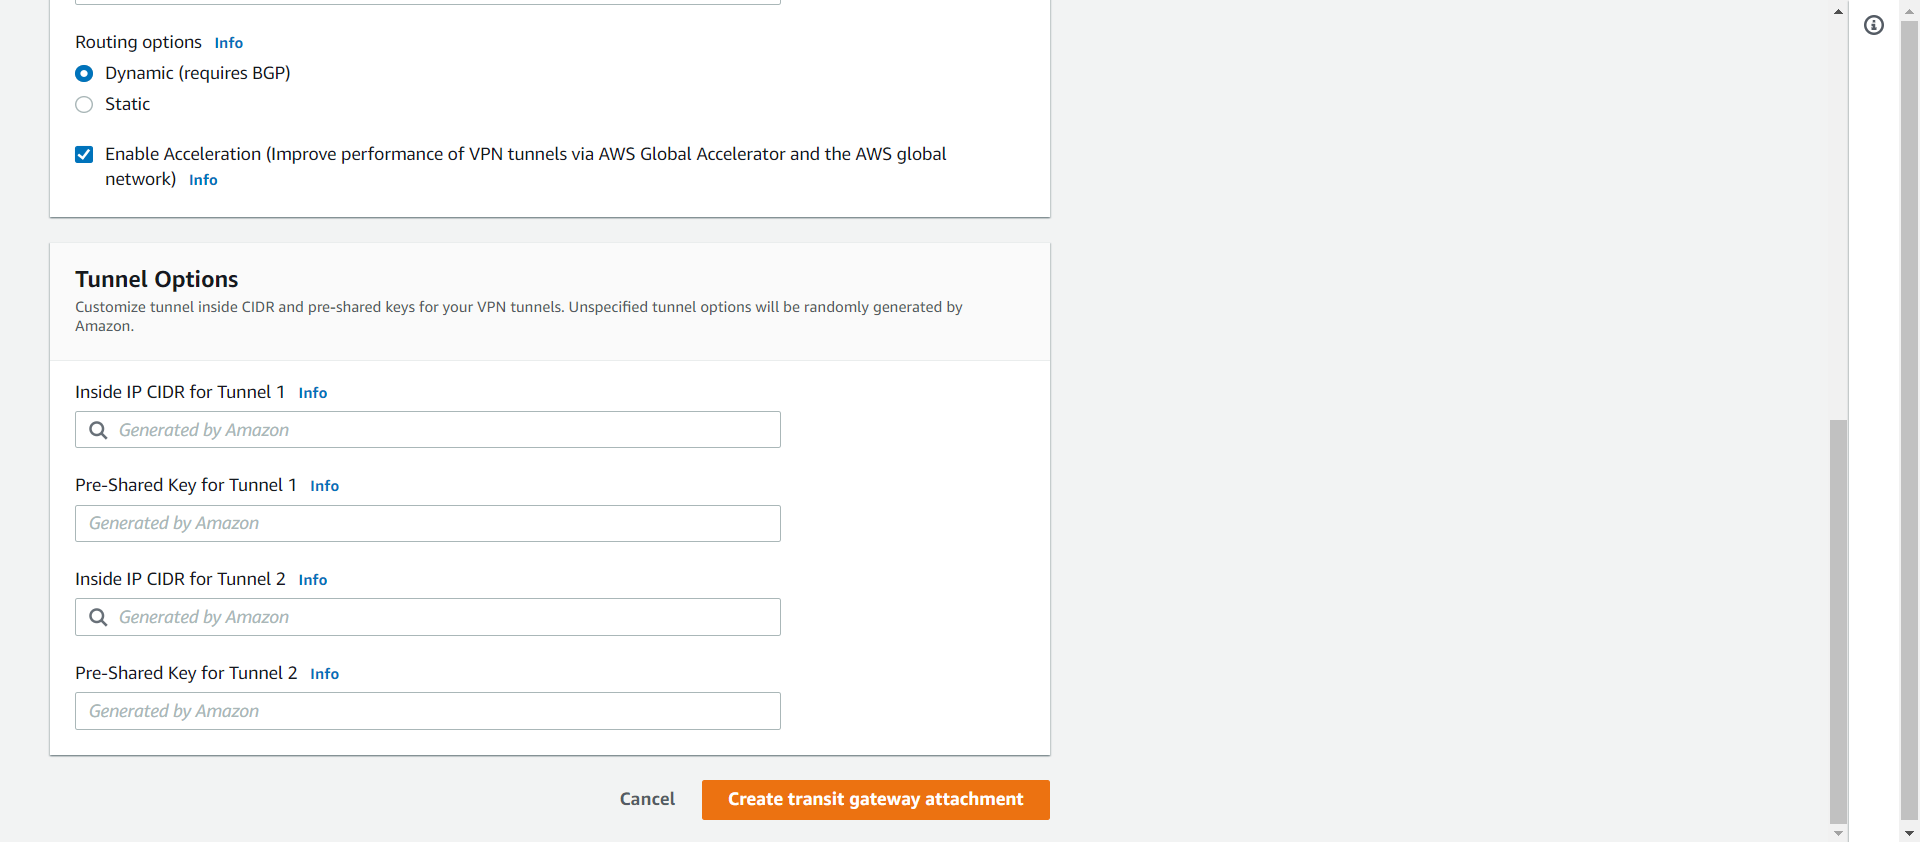 Routing options Info
Dynamic (requires BGP)
Static
Enable Acceleration (Improve performance of VPN tunnels via AWS Global Accelerator and the AWS global
network) Info
Tunnel Options
Customize tunnel inside CIDR and pre-shared keys for your VPN tunnels. Unspecified tunnel options will be randomly generated by
Amazon.
Inside IP CIDR for Tunnel 1 Info
Generated by Amazon
Pre-Shared Key for Tunnel 1 Info
Generated by Amazon
Inside IP CIDR for Tunnel 2 Info
Generated by Amazon
Pre-Shared Key for Tunnel 2 Info
Generated by Amazon
Cancel Create transit gateway attachment